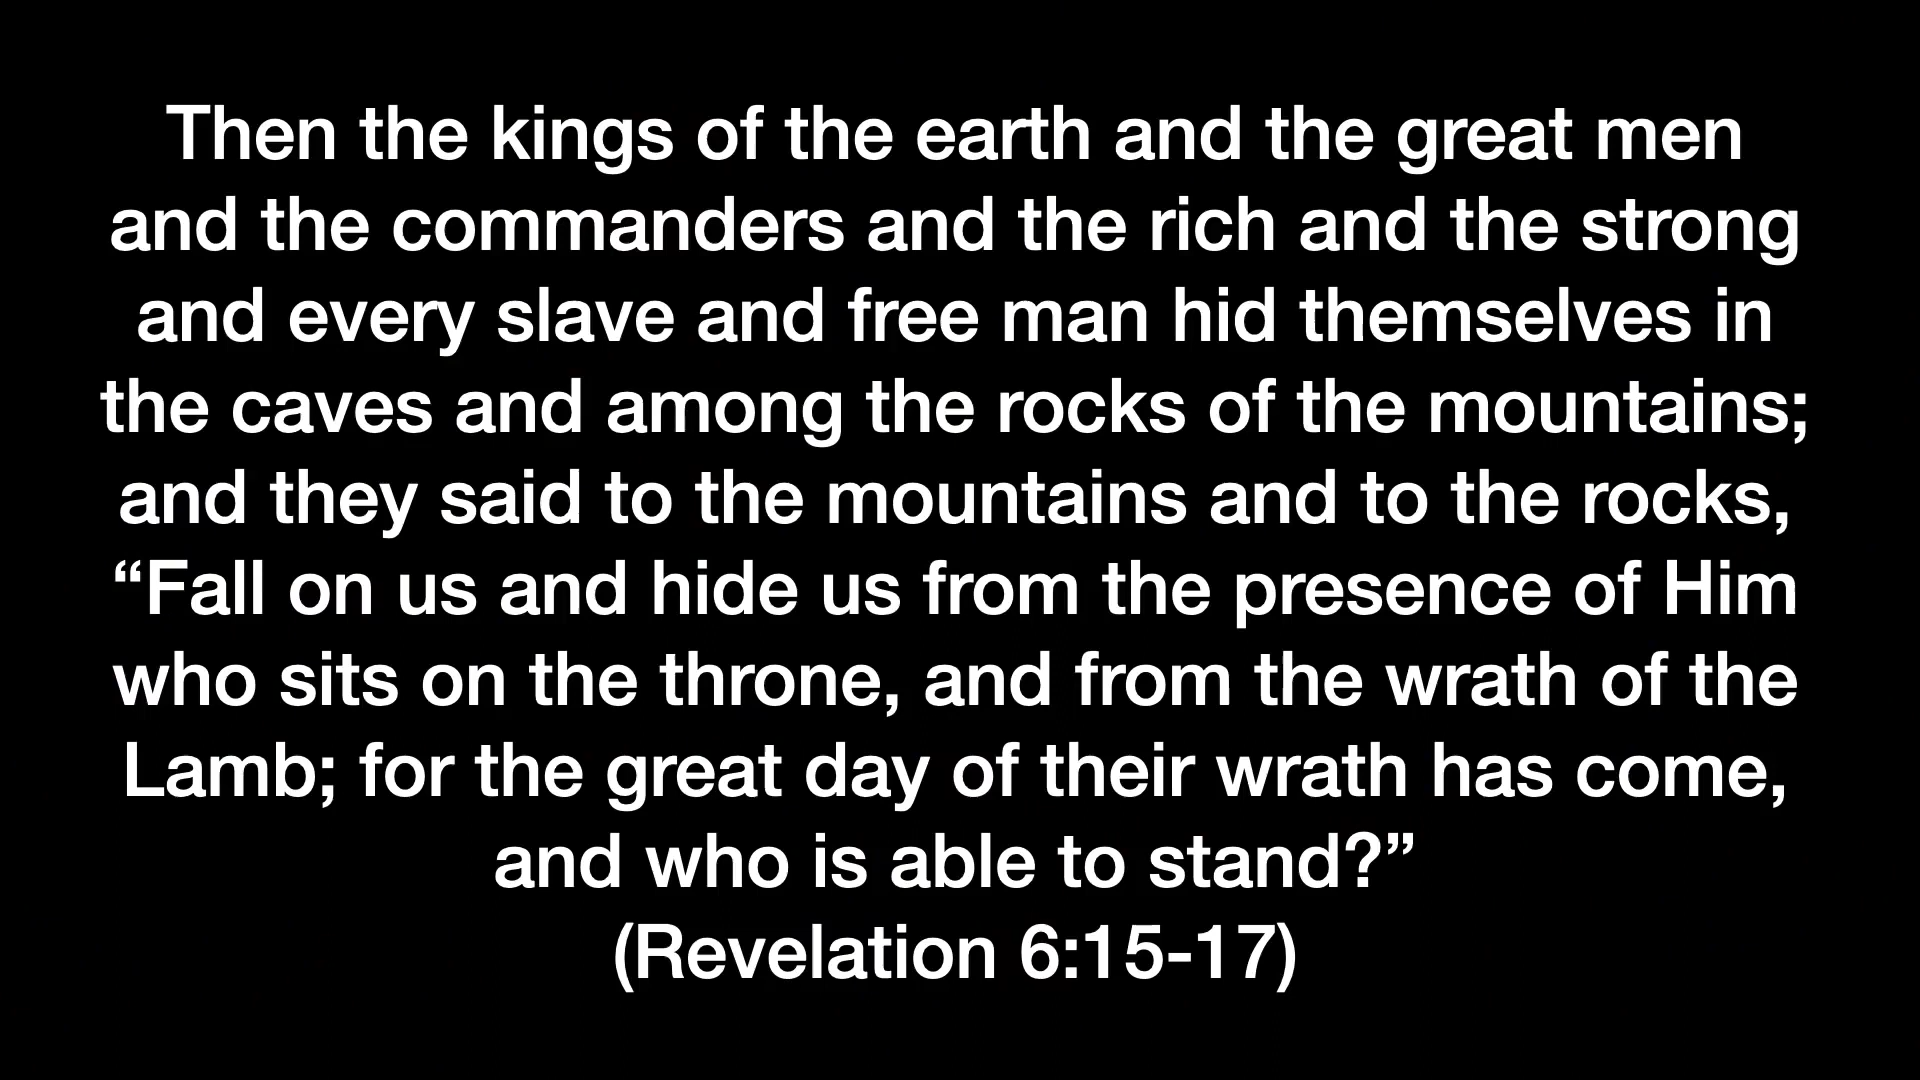 Then the kings of the earth and the great men
and the commanders and the rich and the strong
and every slave and free man hid themselves in
the caves and among the rocks of the mountains;
and they said to the mountains and to the rocks,
“Fall on us and hide us from the presence of Him
who sits on the throne, and from the wrath of the
Lamb; for the great day of their wrath has come,
and who is able to stand?”
(Revelation 6:15-17)